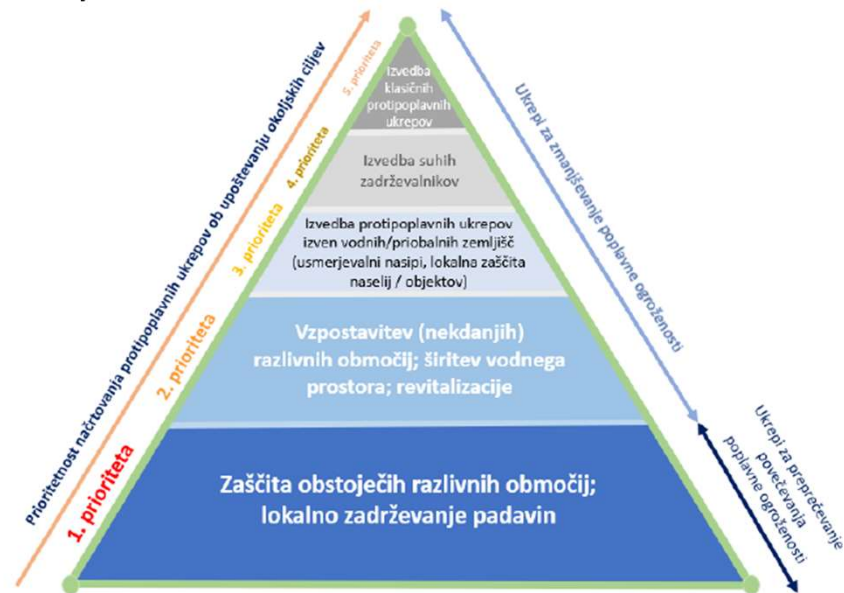 Prioritetnost načrtovanja protipoplavnih ukrepov ob upoštevanju okoljskih ciljev
5. prioriteta
4. prioriteta
3. prioriteta
2. prioriteta
1. prioriteta
Izvedba
klasičnih
protipoplavnih
ukrepov
Izvedba suhih
zadrževalnikov
Izvedba protipoplavnih ukrepov
izven vodnih/priobalnih zemljišč
(usmerjevalni nasipi, lokalna zaščita
naselij / objektov)
Vzpostavitev (nekdanjih)
razlivnih območij; širitev vodnega
prostora; revitalizacije
Zaščita obstoječih razlivnih območij;
lokalno zadrževanje padavin
Ukrepi za zmanjševanje poplavne ogroženosti
Ukrepi za preprečevanje
povečevanja
poplavne ogroženosti